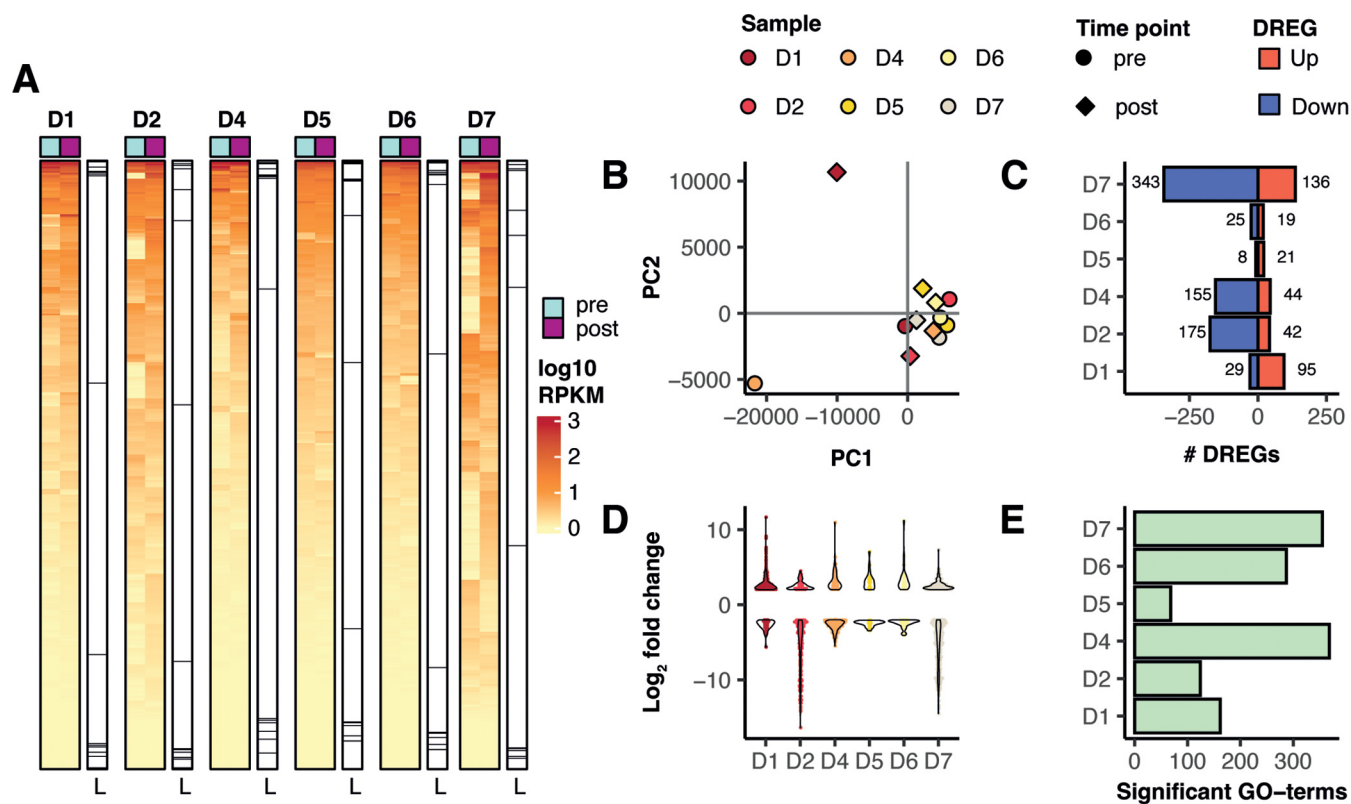 Sample
D1 D4 D6
D2 D5 D7
Time point
pre
post
DREG
Up
Down
A
D1 D2 D4 D5 D6 D7
L L L L L L
pre
post
log10
RPKM
3
2
1
0
B
PC2
10000
5000
0
−5000
−20000 −10000 0
PC1
C
D7 343 136
D6 25 19
D5 8 21
D4 155 44
D2 175 42
D1 29 95
−250 0 250
# DREGs
D
Log2 fold change
10
0
−10
D1 D2 D4 D5 D6 D7
E
D7
D6
D5
D4
D2
D1
0 100 200 300
Significant GO−terms